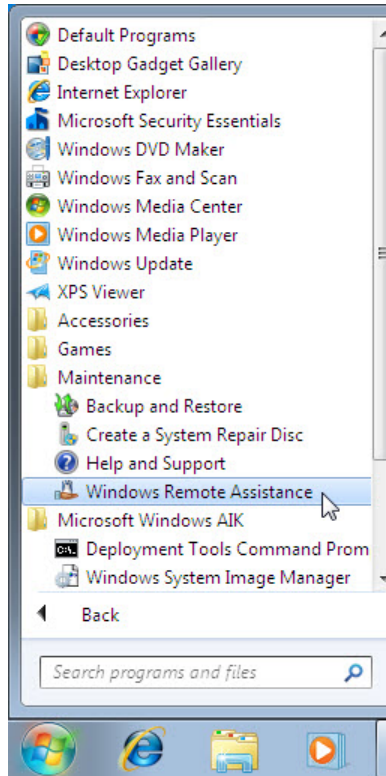 Default Programs
Desktop Gadget Gallery
Internet Explorer
Microsoft Security Essentials
Windows DVD Maker
Windows Fax and Scan
Windows Media Center
Windows Media Player
Windows Update
XPS Viewer
Accessories
Games
Maintenance
Backup and Restore
Create a System Repair Disc
Help and Support
Windows Remote Assistance
Microsoft Windows AIK
Deployment Tools Command Prom
Windows System Image Manager
Back
Search programs and files